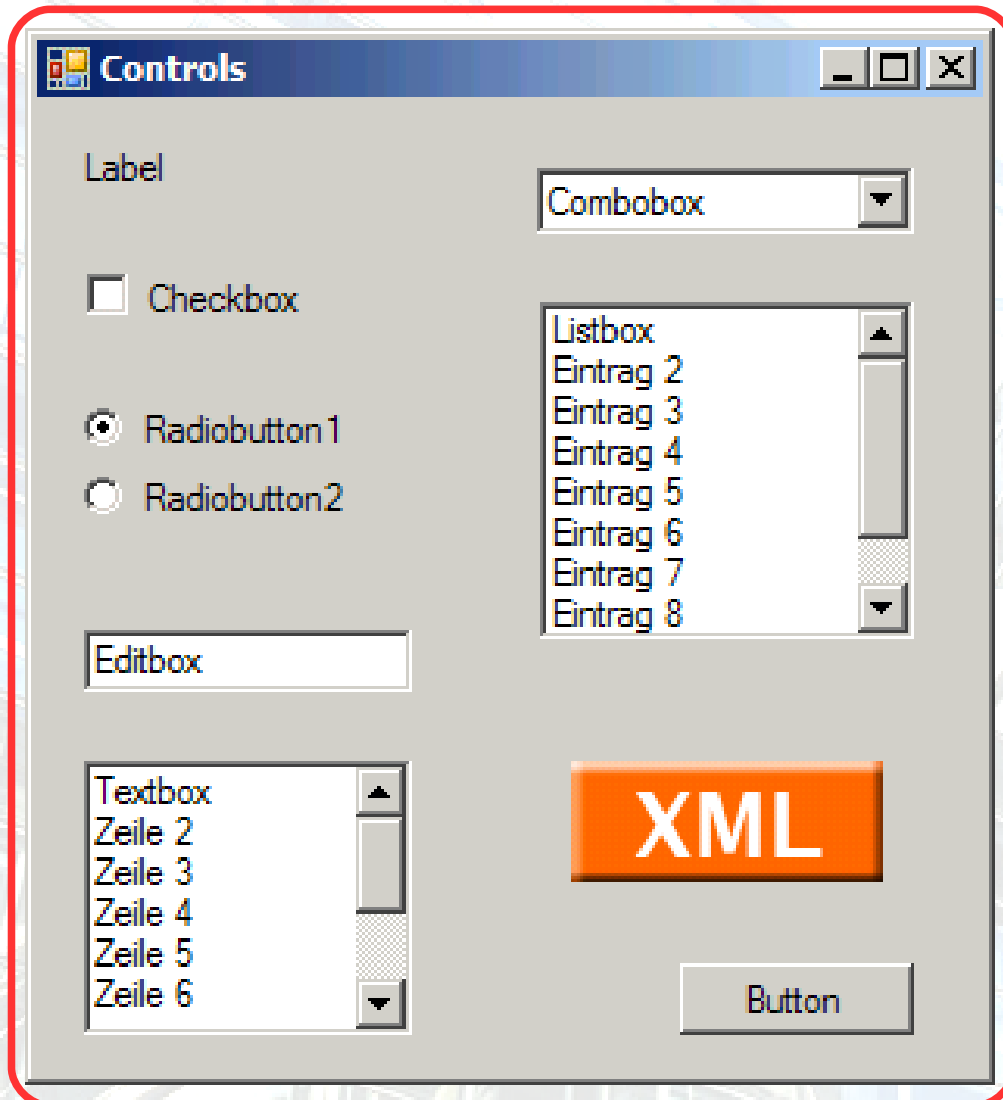 Controls
Label
Combobox
Checkbox
Listbox
Eintrag 2
Eintrag 3
Eintrag 4
Eintrag 5
Eintrag 6
Eintrag 7
Eintrag 8
Radiobutton1
Radiobutton2
Editbox
Textbox
Zeile 2
Zeile 3
Zeile 4
Zeile 5
Zeile 6
XML
Button